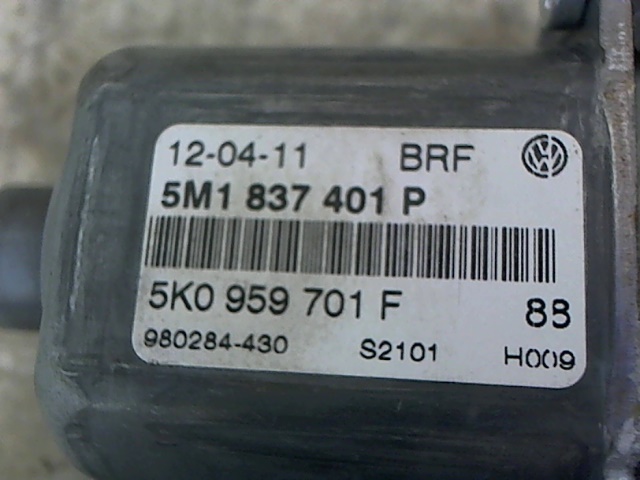 12-04-11 BRF
5M1 837 401 P
5K0 959 701 F 88
980284-430 S2101 H009